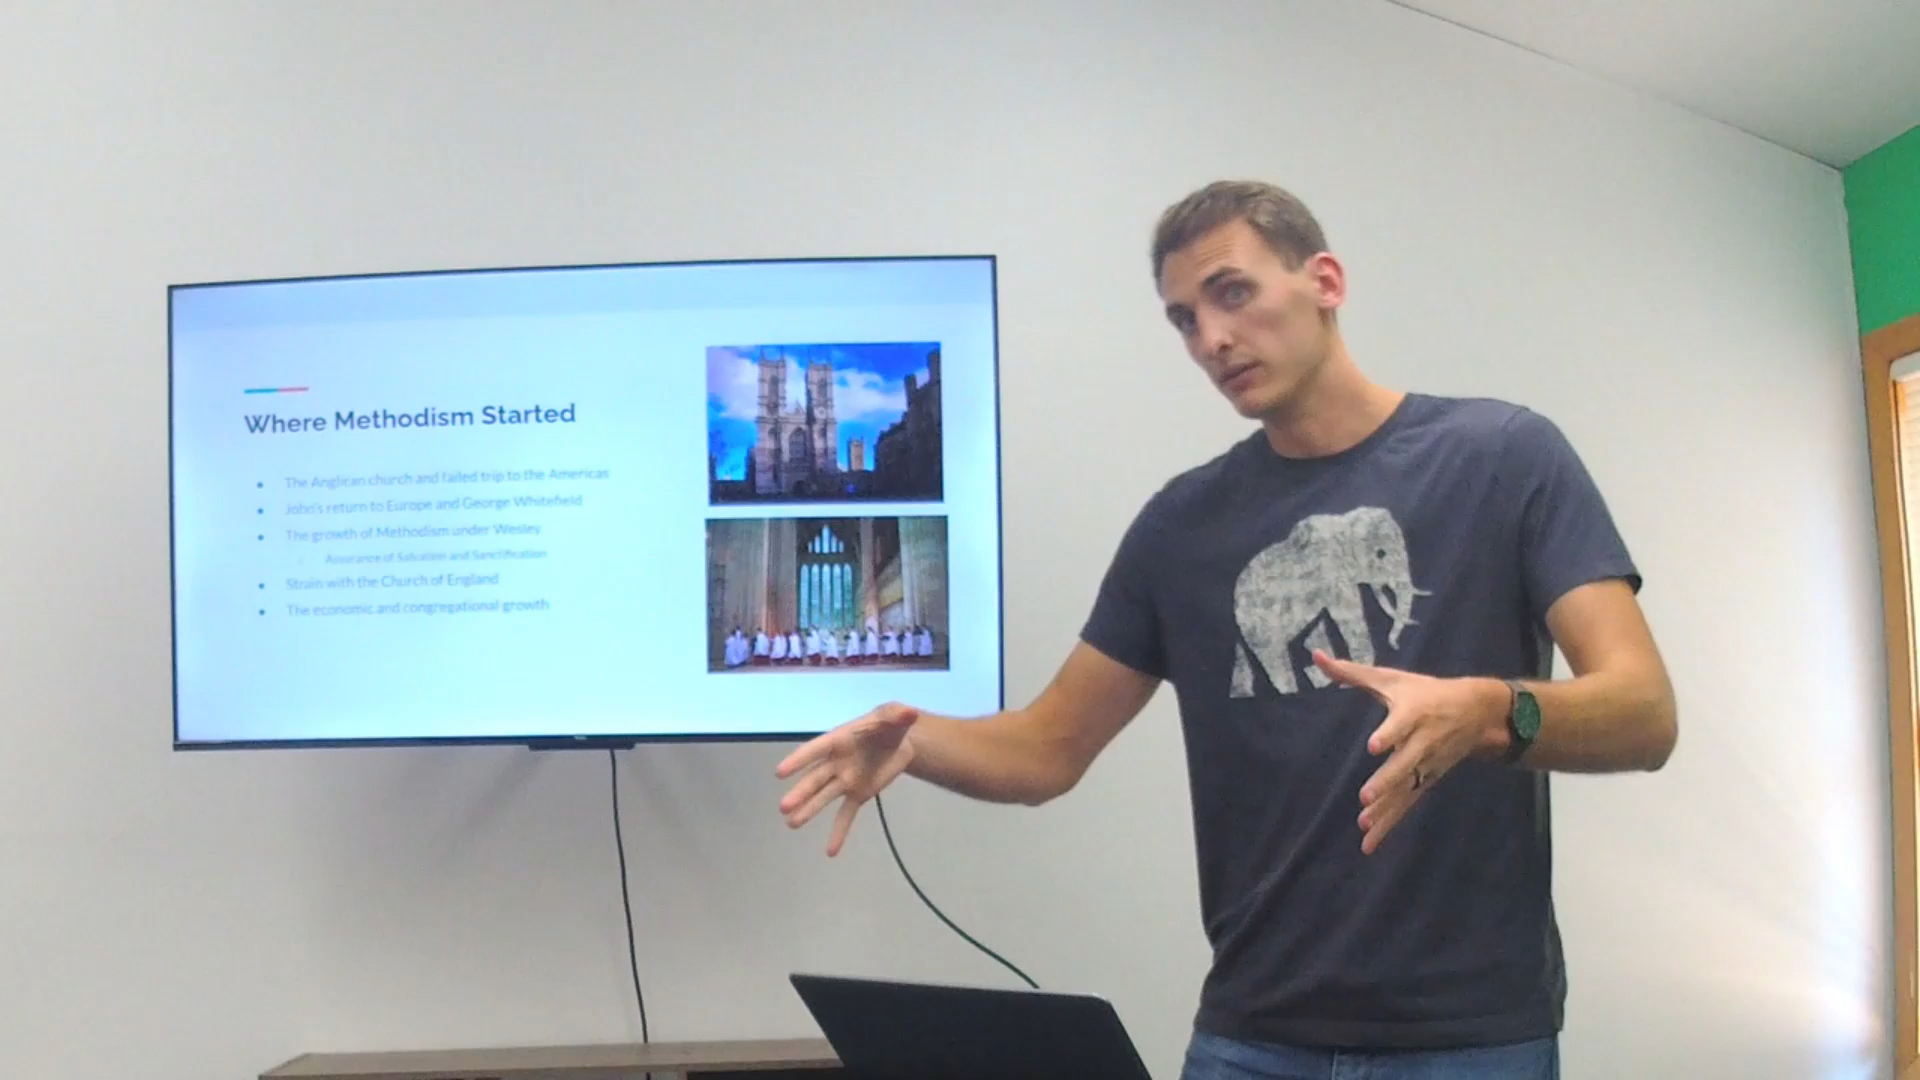 Where Methodism Started
The Anglican church and failed trip to the Americas
John's return to Europe and George Whitefield
The growth of Methodism under Wesley
Assurance of Salvation and Sanctification
Strain with the Church of England
The economic and congregational growth